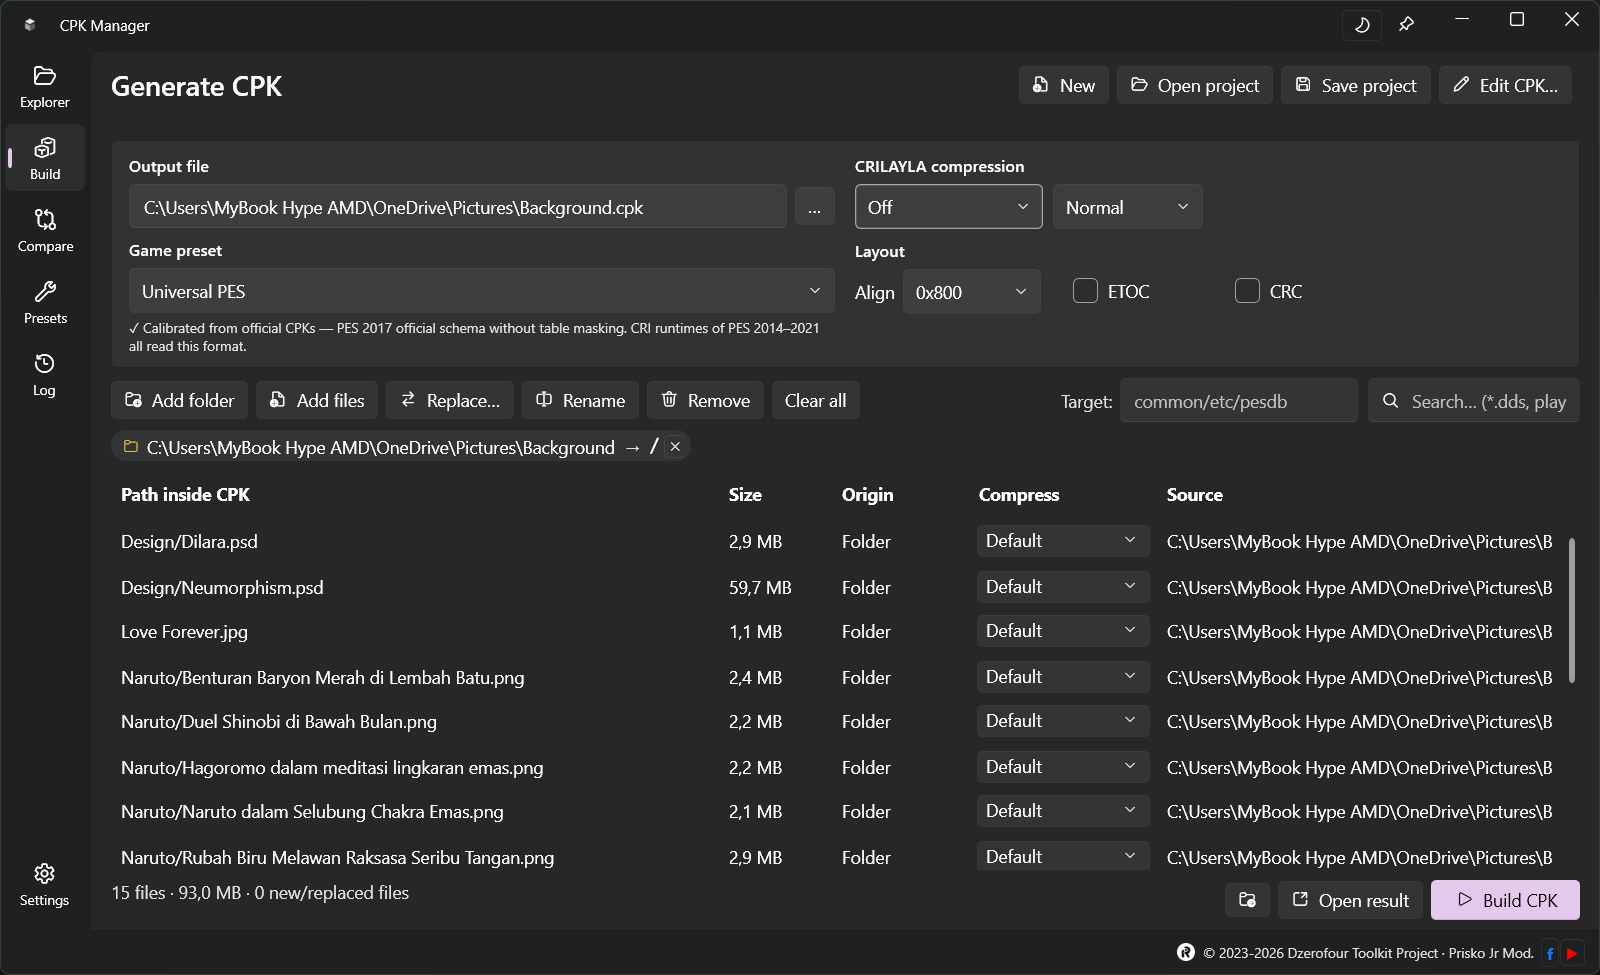 CPK Manager
Explorer
Build
Compare
Presets
Log
Settings
Generate CPK
New
Open project
Save project
Edit CPK...
Output file
C:\Users\MyBook Hype AMD\OneDrive\Pictures\Background.cpk
...
CRILAYLA compression
Off
Normal
Game preset
Universal PES
✓ Calibrated from official CPKs — PES 2017 official schema without table masking. CRI runtimes of PES 2014–2021
all read this format.
Layout
Align
0x800
ETOC
CRC
Add folder
Add files
Replace...
Rename
Remove
Clear all
Target:
common/etc/pesdb
Search... (*.dds, play
C:\Users\MyBook Hype AMD\OneDrive\Pictures\Background → /
Path inside CPK Size Origin Compress Source
Design/Dilara.psd 2,9 MB Folder Default C:\Users\MyBook Hype AMD\OneDrive\Pictures\B
Design/Neumorphism.psd 59,7 MB Folder Default C:\Users\MyBook Hype AMD\OneDrive\Pictures\B
Love Forever.jpg 1,1 MB Folder Default C:\Users\MyBook Hype AMD\OneDrive\Pictures\B
Naruto/Benturan Baryon Merah di Lembah Batu.png 2,4 MB Folder Default C:\Users\MyBook Hype AMD\OneDrive\Pictures\B
Naruto/Duel Shinobi di Bawah Bulan.png 2,2 MB Folder Default C:\Users\MyBook Hype AMD\OneDrive\Pictures\B
Naruto/Hagoromo dalam meditasi lingkaran emas.png 2,2 MB Folder Default C:\Users\MyBook Hype AMD\OneDrive\Pictures\B
Naruto/Naruto dalam Selubung Chakra Emas.png 2,1 MB Folder Default C:\Users\MyBook Hype AMD\OneDrive\Pictures\B
Naruto/Rubah Biru Melawan Raksasa Seribu Tangan.png 2,9 MB Folder Default C:\Users\MyBook Hype AMD\OneDrive\Pictures\B
15 files · 93,0 MB · 0 new/replaced files
Open result
Build CPK
© 2023-2026 Dzerofour Toolkit Project · Prisko Jr Mod.